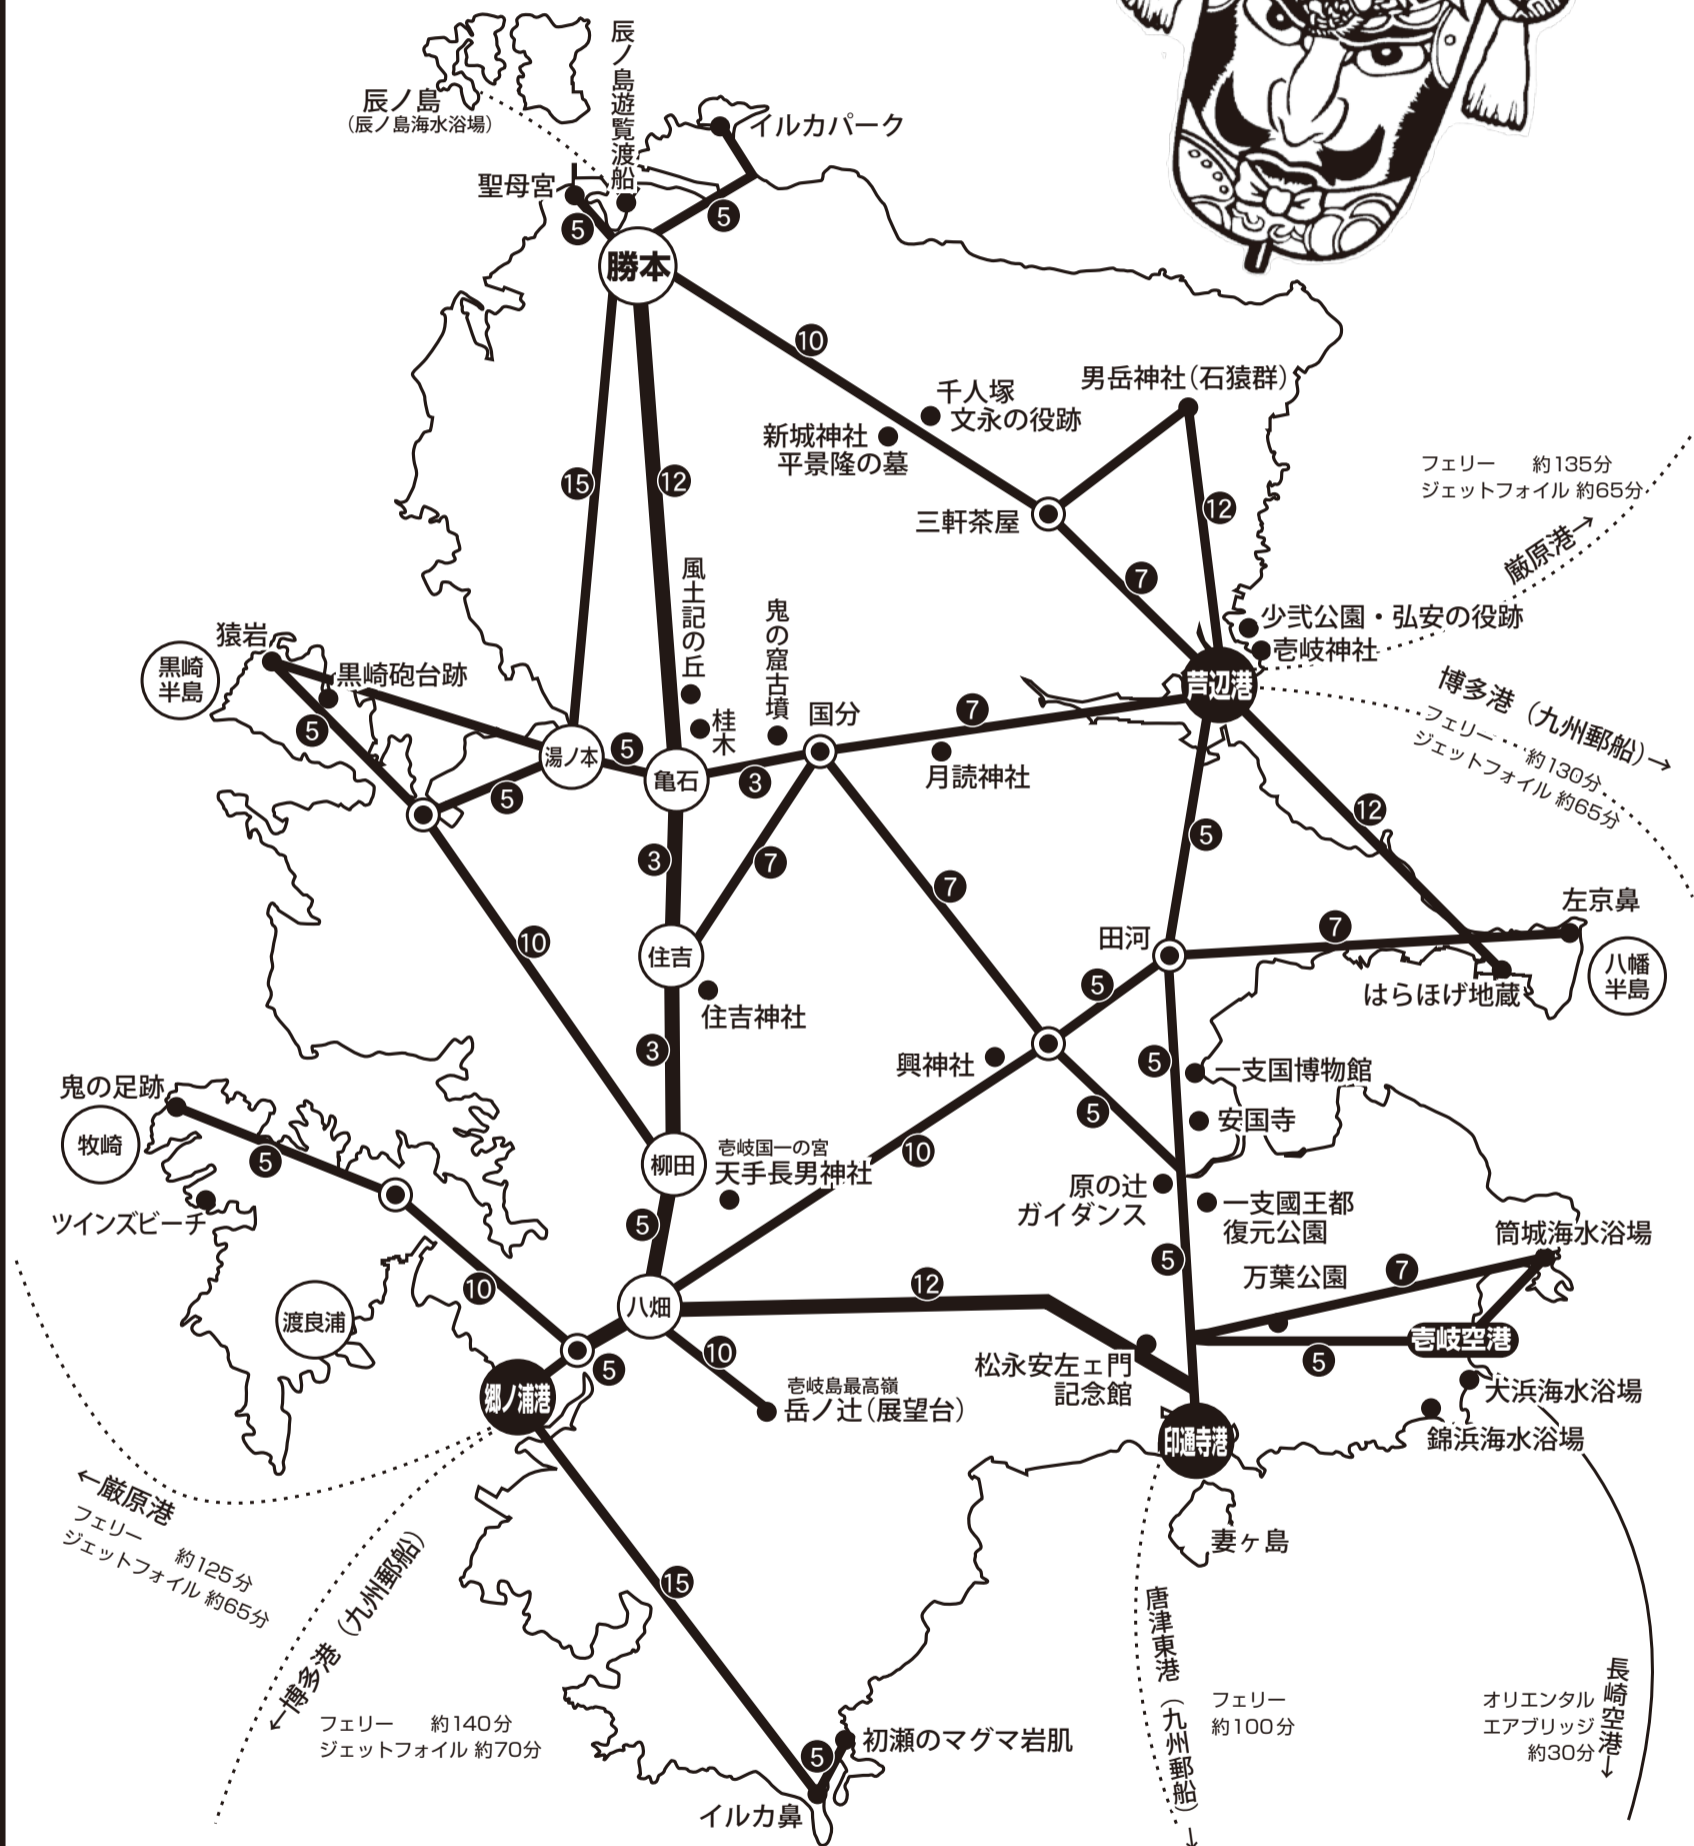 辰ノ島
（辰ノ島海水浴場）
辰ノ島遊覧渡船
イルカパーク
聖母宮
5
5
勝本
10
千人塚
文永の役跡
新城神社
平景隆の墓
男岳神社（石猿群）
15
12
三軒茶屋
12
7
フェリー 約135分
ジェットフォイル 約65分
厳原港→
風土記の丘
鬼の窟古墳
少弐公園・弘安の役跡
壱岐神社
芦辺港
猿岩
黒崎半島
黒崎砲台跡
5
湯ノ本
5
桂木
亀石
3
国分
7
月読神社
博多港（九州郵船）→
フェリー 約130分
ジェットフォイル 約65分
5
3
7
7
5
12
10
住吉
住吉神社
3
田河
7
左京鼻
八幡半島
はらほげ地蔵
5
興神社
5
一支国博物館
安国寺
5
鬼の足跡
牧崎
5
ツインズビーチ
柳田
壱岐国一の宮
天手長男神社
10
5
原の辻
ガイダンス
一支國王都
復元公園
5
筒城海水浴場
万葉公園
7
渡良浦
10
八畑
12
10
5
郷ノ浦港
壱岐島最高嶺
岳ノ辻（展望台）
松永安左ェ門
記念館
5
壱岐空港
大浜海水浴場
錦浜海水浴場
印通寺港
妻ヶ島
←厳原港
フェリー 約125分
ジェットフォイル 約65分
←博多港（九州郵船）
フェリー 約140分
ジェットフォイル 約70分
15
5
初瀬のマグマ岩肌
イルカ鼻
唐津東港（九州郵船）→
フェリー
約100分
長崎空港→
オリエンタル
エアブリッジ
約30分